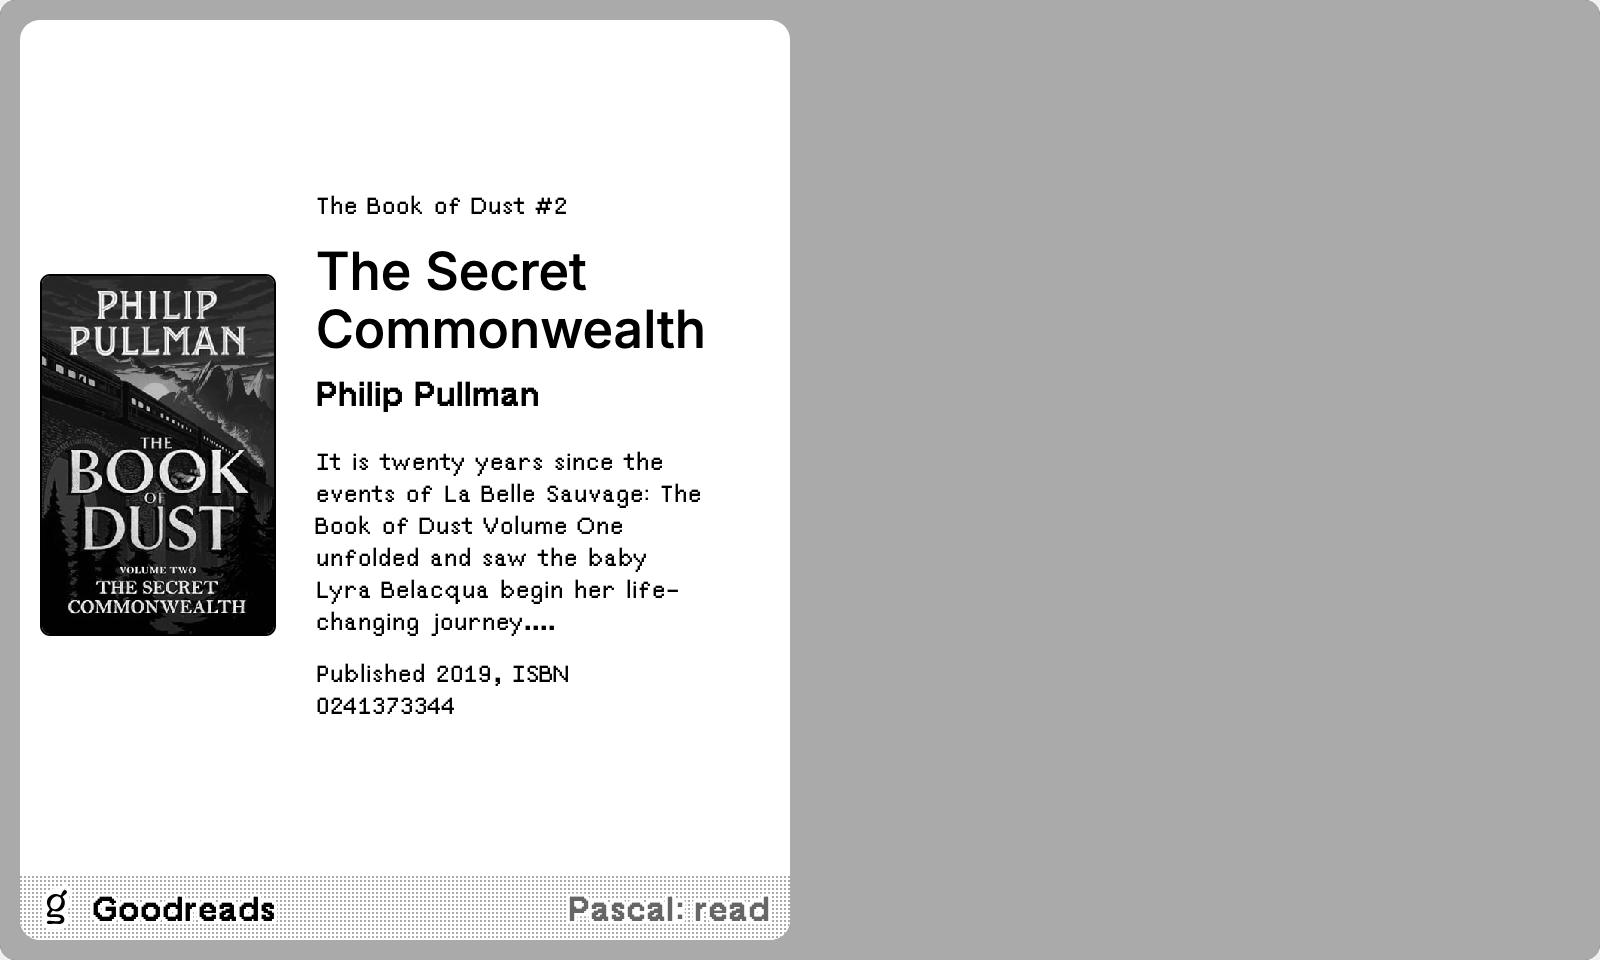 PHILIP
PULLMAN
THE
BOOK
OF
DUST
VOLUME TWO
THE SECRET
COMMONWEALTH
The Book of Dust #2
The Secret
Commonwealth
Philip Pullman
It is twenty years since the
events of La Belle Sauvage: The
Book of Dust Volume One
unfolded and saw the baby
Lyra Belacqua begin her life-
changing journey....
Published 2019, ISBN
0241373344
g Goodreads
Pascal: read